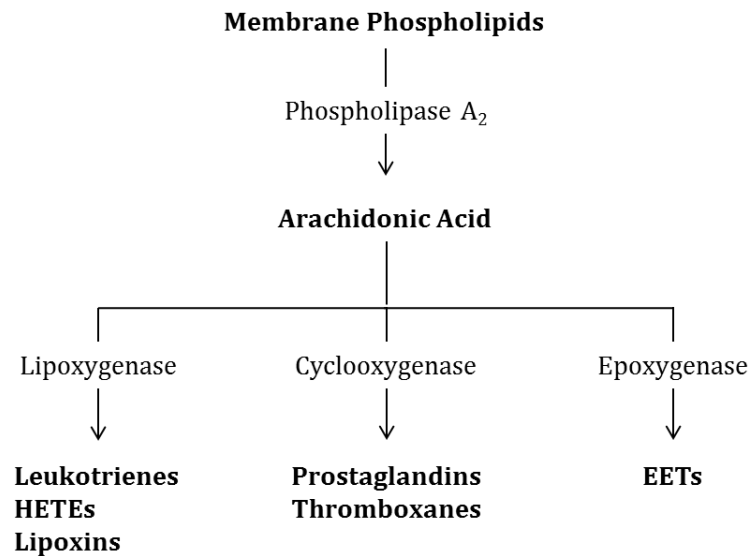 Membrane Phospholipids
Phospholipase A₂
Arachidonic Acid
Lipoxygenase
Cyclooxygenase
Epoxygenase
Leukotrienes
HETEs
Lipoxins
Prostaglandins
Thromboxanes
EETs